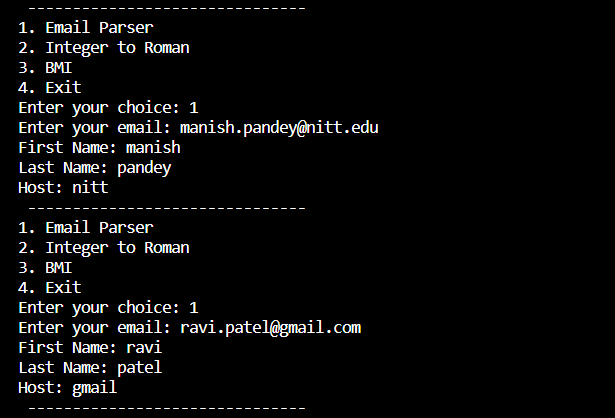 -------------------------------
1. Email Parser
2. Integer to Roman
3. BMI
4. Exit
Enter your choice: 1
Enter your email: manish.pandey@nitt.edu
First Name: manish
Last Name: pandey
Host: nitt
-------------------------------
1. Email Parser
2. Integer to Roman
3. BMI
4. Exit
Enter your choice: 1
Enter your email: ravi.patel@gmail.com
First Name: ravi
Last Name: patel
Host: gmail
-------------------------------